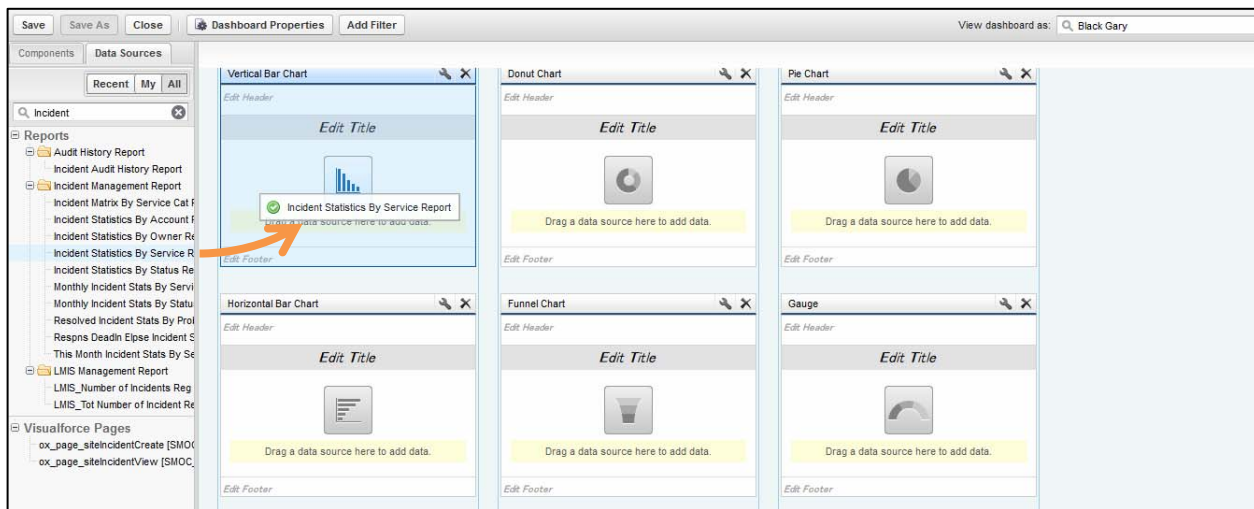 Save Save As Close Dashboard Properties Add Filter View dashboard as: Black Gary
Components Data Sources
Recent My All
Incident
Reports
Audit History Report
Incident Audit History Report
Incident Management Report
Incident Matrix By Service Cat
Incident Statistics By Account
Incident Statistics By Owner Re
Incident Statistics By Service R
Incident Statistics By Status Re
Monthly Incident Stats By Servi
Monthly Incident Stats By Statu
Resolved Incident Stats By Pro
Respns Deadln Elpse Incident S
This Month Incident Stats By Se
LMIS Management Report
LMIS_Number of Incidents Reg
LMIS_Tot Number of Incident Re
Visualforce Pages
ox_page_siteIncidentCreate [SMOC
ox_page_siteIncidentView [SMOC_
Vertical Bar Chart
Edit Header
Edit Title
Incident Statistics By Service Report
Drag a data source here to add data.
Edit Footer
Donut Chart
Edit Header
Edit Title
Drag a data source here to add data.
Edit Footer
Pie Chart
Edit Header
Edit Title
Drag a data source here to add data.
Edit Footer
Horizontal Bar Chart
Edit Header
Edit Title
Drag a data source here to add data.
Edit Footer
Funnel Chart
Edit Header
Edit Title
Drag a data source here to add data.
Edit Footer
Gauge
Edit Header
Edit Title
Drag a data source here to add data.
Edit Footer